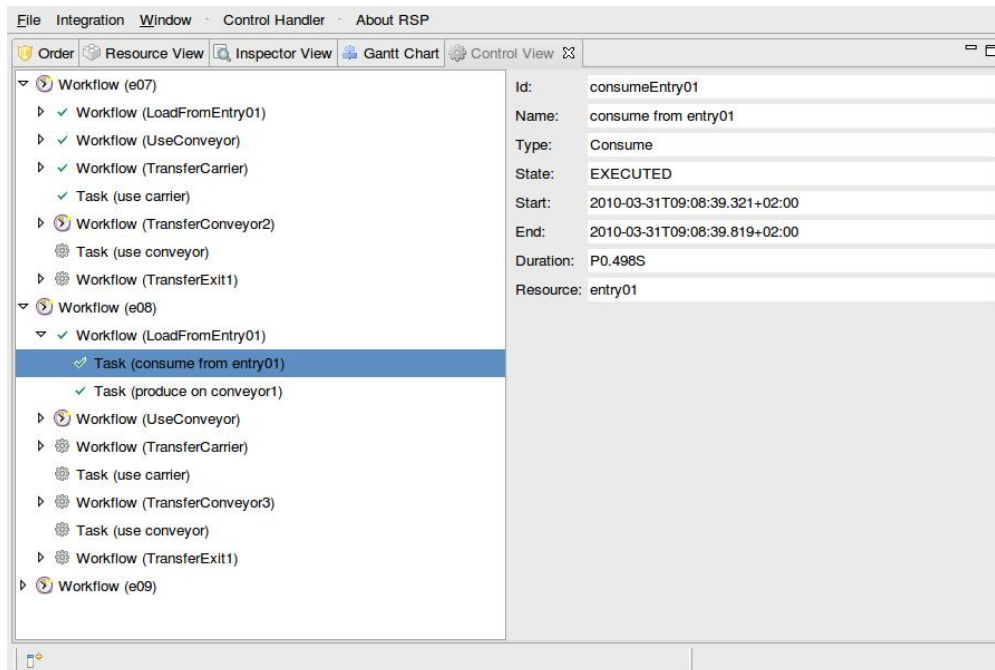 File Integration Window - Control Handler - About RSP
Order Resource View Inspector View Gantt Chart Control View
Workflow (e07)
Workflow (LoadFromEntry01)
Workflow (UseConveyor)
Workflow (TransferCarrier)
Task (use carrier)
Workflow (TransferConveyor2)
Task (use conveyor)
Workflow (TransferExit1)
Workflow (e08)
Workflow (LoadFromEntry01)
Task (consume from entry01)
Task (produce on conveyor1)
Workflow (UseConveyor)
Workflow (TransferCarrier)
Task (use carrier)
Workflow (TransferConveyor3)
Task (use conveyor)
Workflow (TransferExit1)
Workflow (e09)
Id: consumeEntry01
Name: consume from entry01
Type: Consume
State: EXECUTED
Start: 2010-03-31T09:08:39.321+02:00
End: 2010-03-31T09:08:39.819+02:00
Duration: P0.498S
Resource: entry01